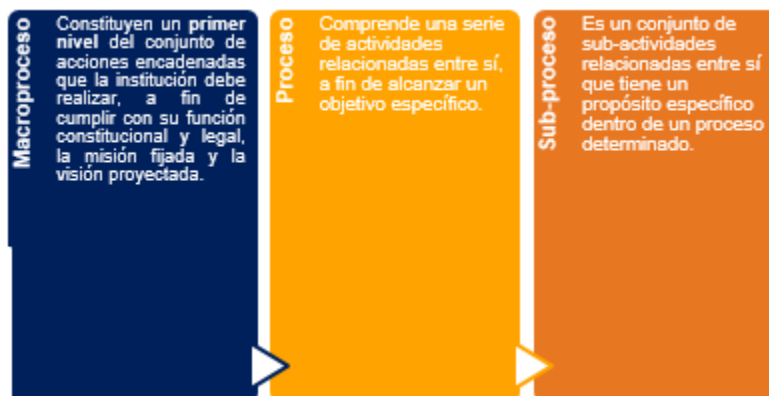 Macroproceso
Constituyen un primer
nivel del conjunto de
acciones encadenadas
que la institución debe
realizar, a fin de
cumplir con su función
constitucional y legal,
la misión fijada y la
visión proyectada.
Proceso
Comprende una serie
de actividades
relacionadas entre sí,
a fin de alcanzar un
objetivo específico.
Sub-proceso
Es un conjunto de
sub-actividades
relacionadas entre sí
que tiene un
propósito específico
dentro de un proceso
determinado.